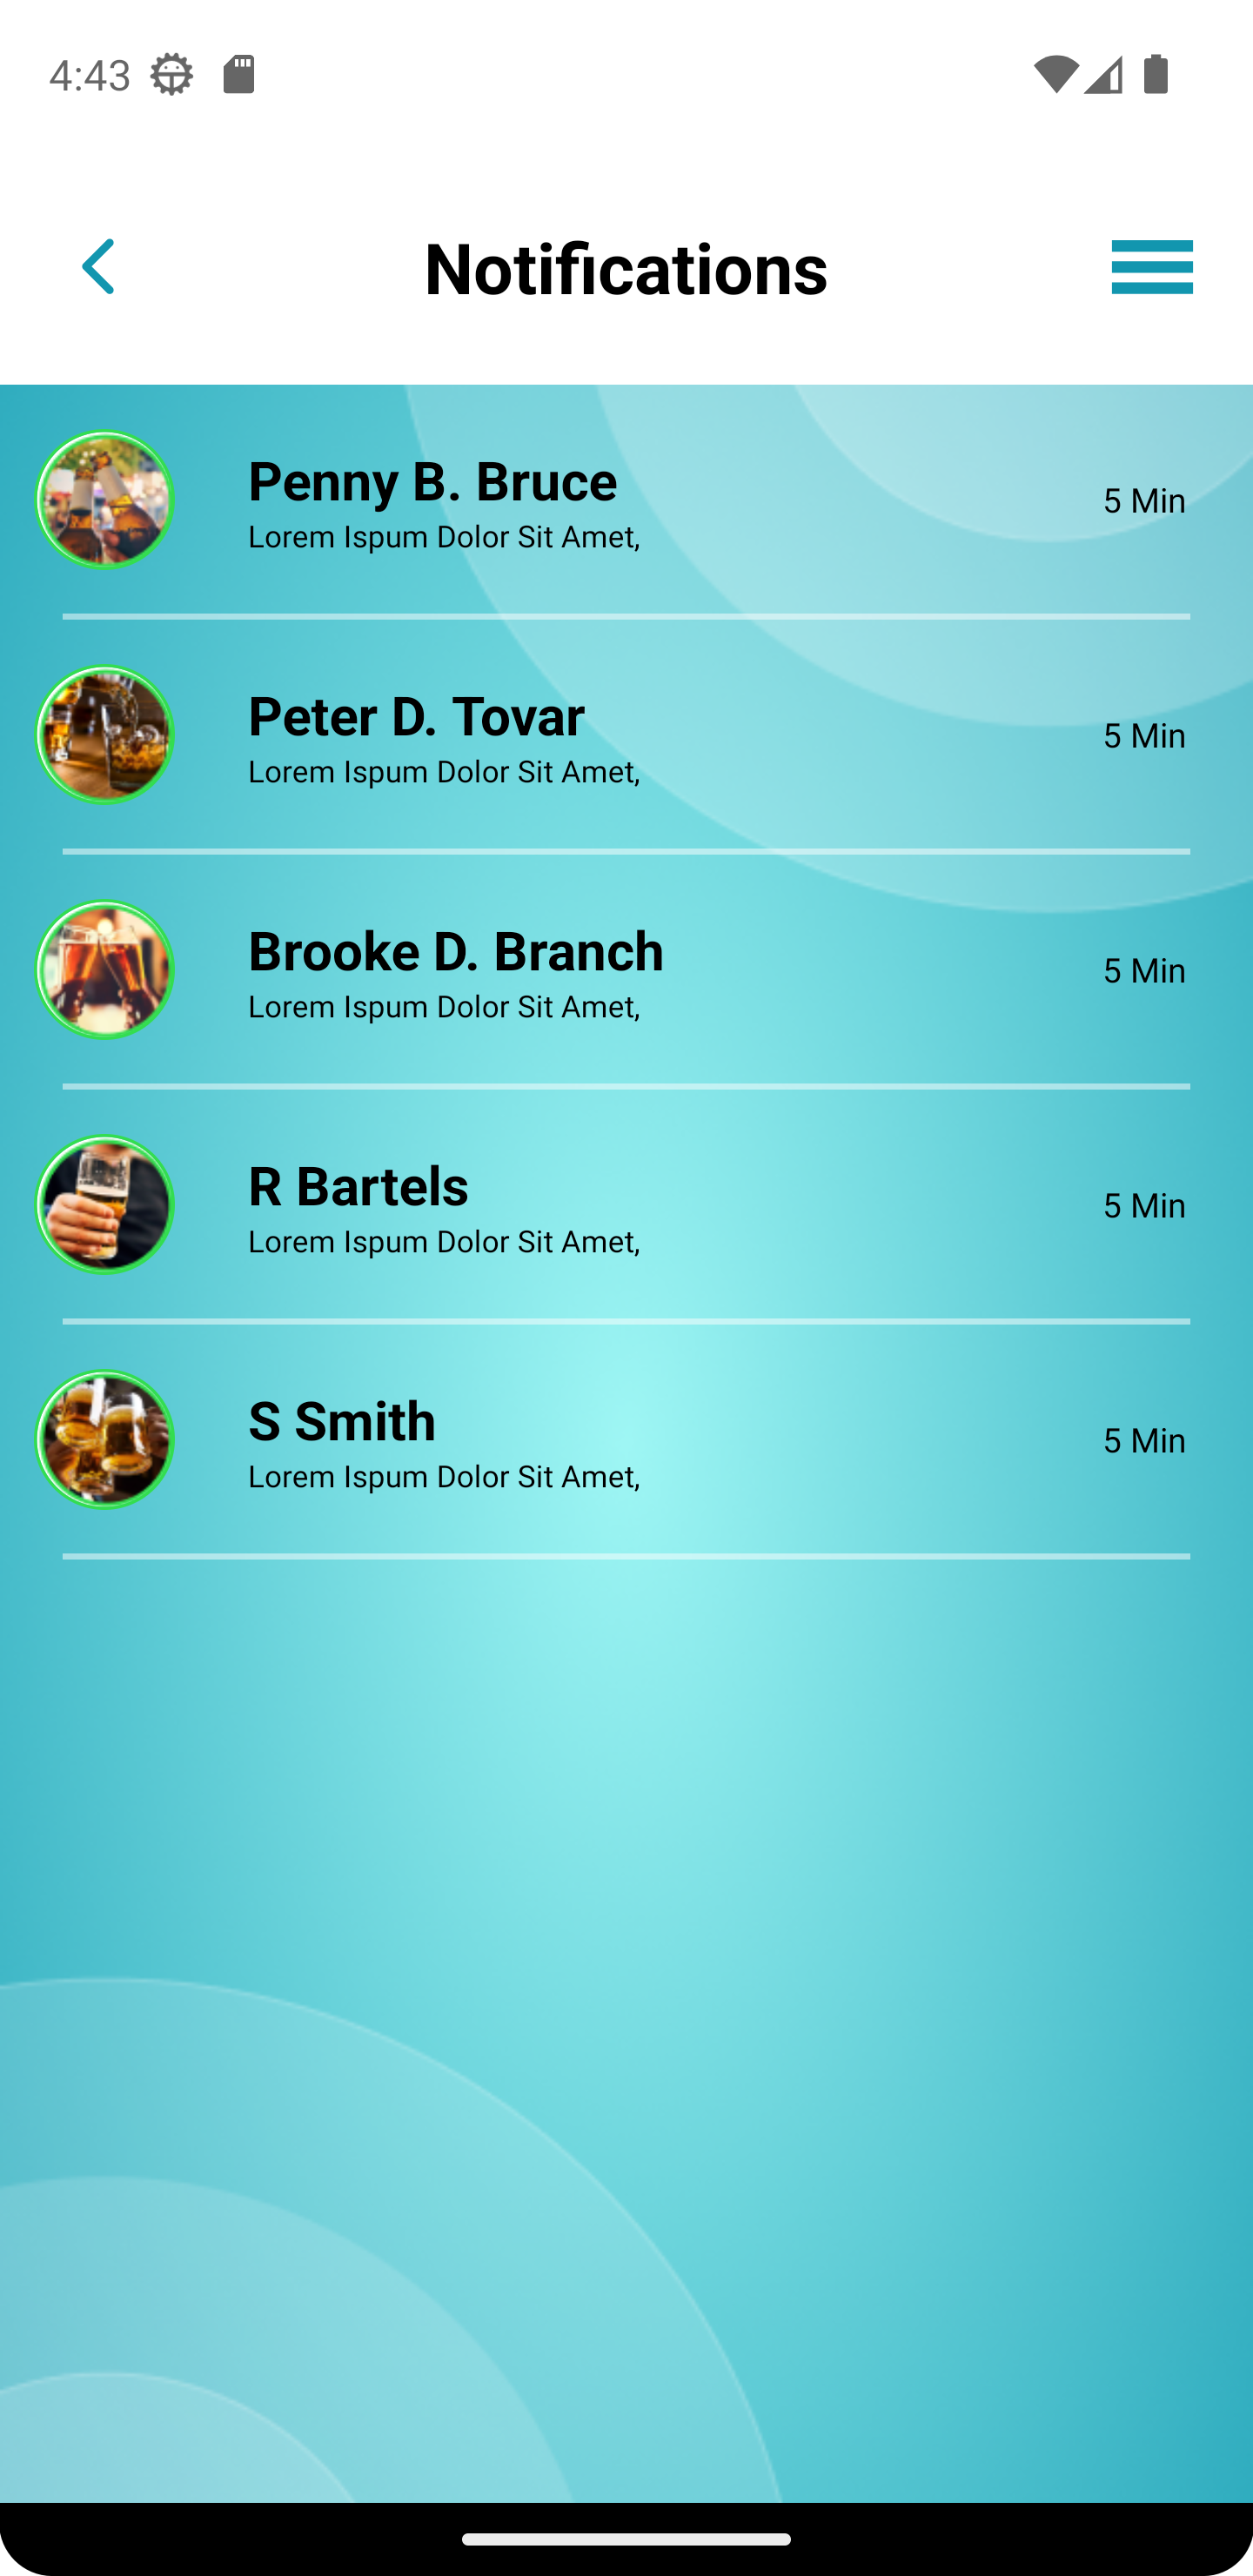 4:43
Notifications
Penny B. Bruce
Lorem Ispum Dolor Sit Amet,
5 Min
Peter D. Tovar
Lorem Ispum Dolor Sit Amet,
5 Min
Brooke D. Branch
Lorem Ispum Dolor Sit Amet,
5 Min
R Bartels
Lorem Ispum Dolor Sit Amet,
5 Min
S Smith
Lorem Ispum Dolor Sit Amet,
5 Min